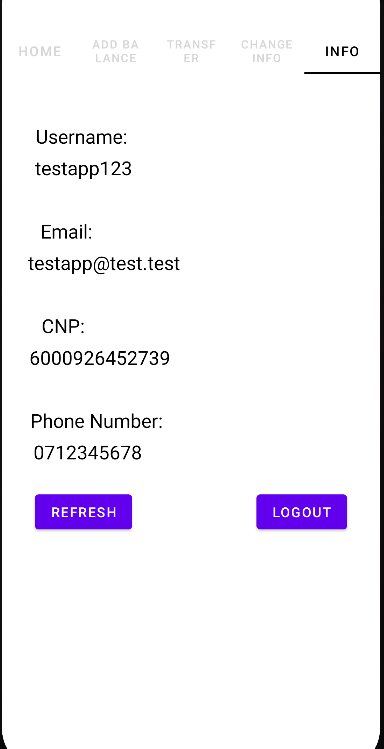 HOME
ADD BA
LANCE
TRANSF
ER
CHANGE
INFO
INFO
Username:
testapp123
Email:
testapp@test.test
CNP:
6000926452739
Phone Number:
0712345678
REFRESH
LOGOUT